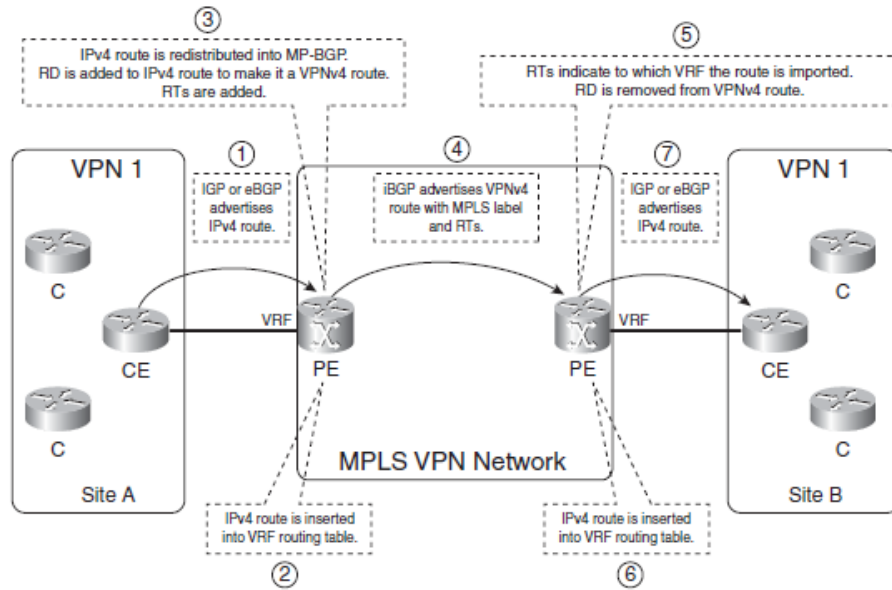 ③
IPv4 route is redistributed into MP-BGP.
RD is added to IPv4 route to make it a VPNv4 route.
RTs are added.
⑤
RTs indicate to which VRF the route is imported.
RD is removed from VPNv4 route.
VPN 1
①
IGP or eBGP
advertises
IPv4 route.
④
iBGP advertises VPNv4
route with MPLS label
and RTs.
⑦
IGP or eBGP
advertises
IPv4 route.
VPN 1
C
CE
C
Site A
VRF
PE
MPLS VPN Network
PE
VRF
C
CE
C
Site B
IPv4 route is inserted
into VRF routing table.
②
IPv4 route is inserted
into VRF routing table.
⑥